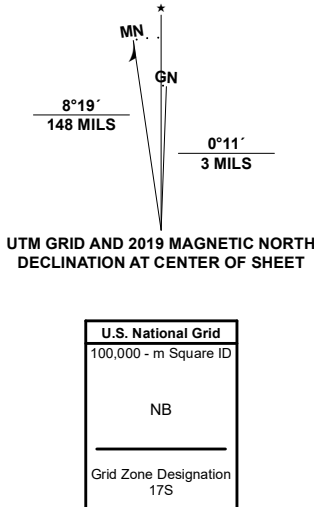 MN
GN
8°19´
148 MILS
0°11´
3 MILS
UTM GRID AND 2019 MAGNETIC NORTH
DECLINATION AT CENTER OF SHEET
U.S. National Grid
100,000 - m Square ID
NB
Grid Zone Designation
17S